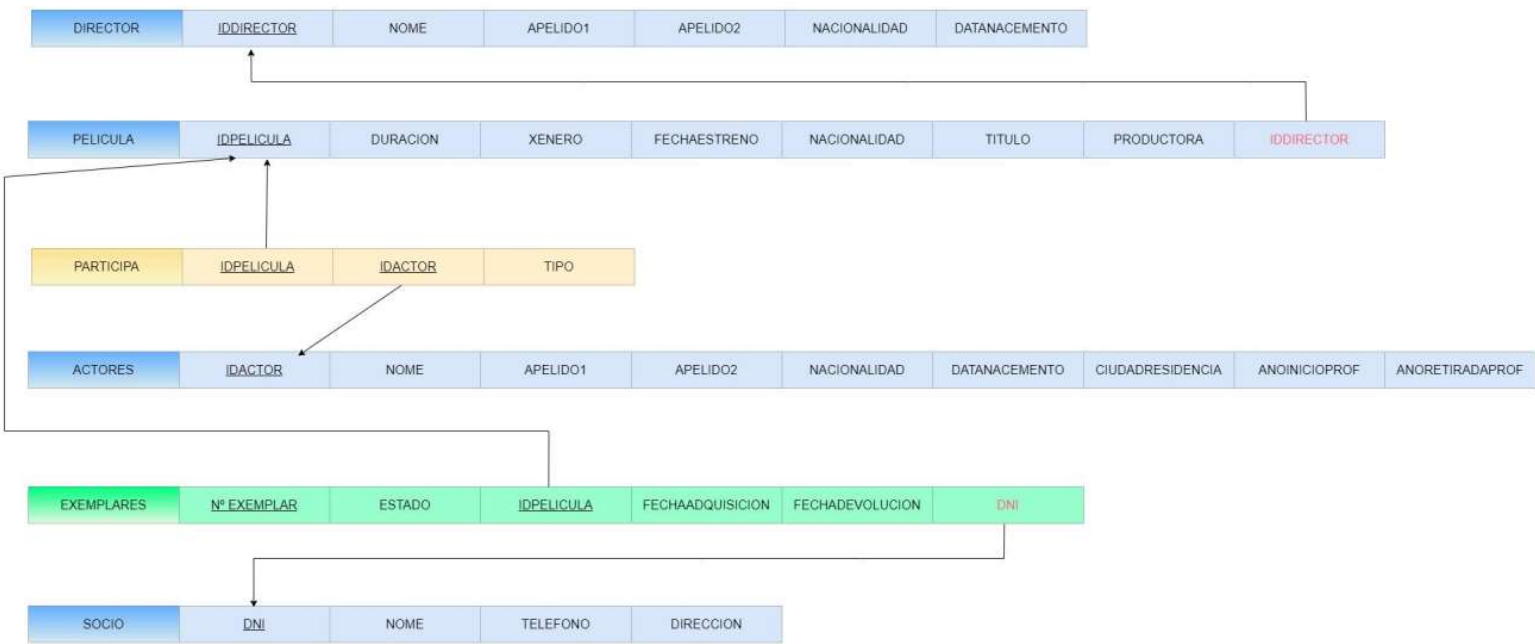 DIRECTOR IDDIRECTOR NOME APELIDO1 APELIDO2 NACIONALIDAD DATANACEMENTO
PELICULA IDPELICULA DURACION XENERO FECHAESTRENO NACIONALIDAD TITULO PRODUCTORA IDDIRECTOR
PARTICIPA IDPELICULA IDACTOR TIPO
ACTORES IDACTOR NOME APELIDO1 APELIDO2 NACIONALIDAD DATANACEMENTO CIUDADRESIDENCIA ANOINICIOPROF ANORETIRADAPROF
EXEMPLARES Nº EXEMPLAR ESTADO IDPELICULA FECHAADQUISICION FECHADEVOLUCION DNI
SOCIO DNI NOME TELEFONO DIRECCION